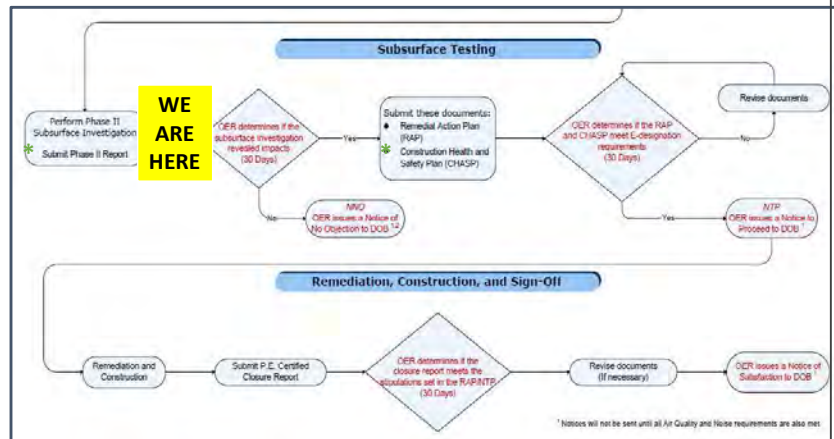 Subsurface Testing
Perform Phase II
Subsurface Investigation
* Submit Phase II Report
WE
ARE
HERE
OER determines if the
subsurface investigation
revealed impacts
(30 Days)
Yes
No
NNO
OER issues a Notice of
No Objection to DOB 1,2
Submit these documents:
♦ Remedial Action Plan
(RAP)
* Construction Health and
Safety Plan (CHASP)
OER determines if the RAP
and CHASP meet E-designation
requirements
(30 Days)
No
Revise documents
Yes
NTP
OER issues a Notice to
Proceed to DOB 1
Remediation, Construction, and Sign-Off
Remediation and
Construction
Submit P.E. Certified
Closure Report
OER determines if the
closure report meets the
stipulations set in the RAP/NTP
(30 Days)
Revise documents
(If necessary)
OER issues a Notice of
Satisfaction to DOB 1
1 Notices will not be sent until all Air Quality and Noise requirements are also met